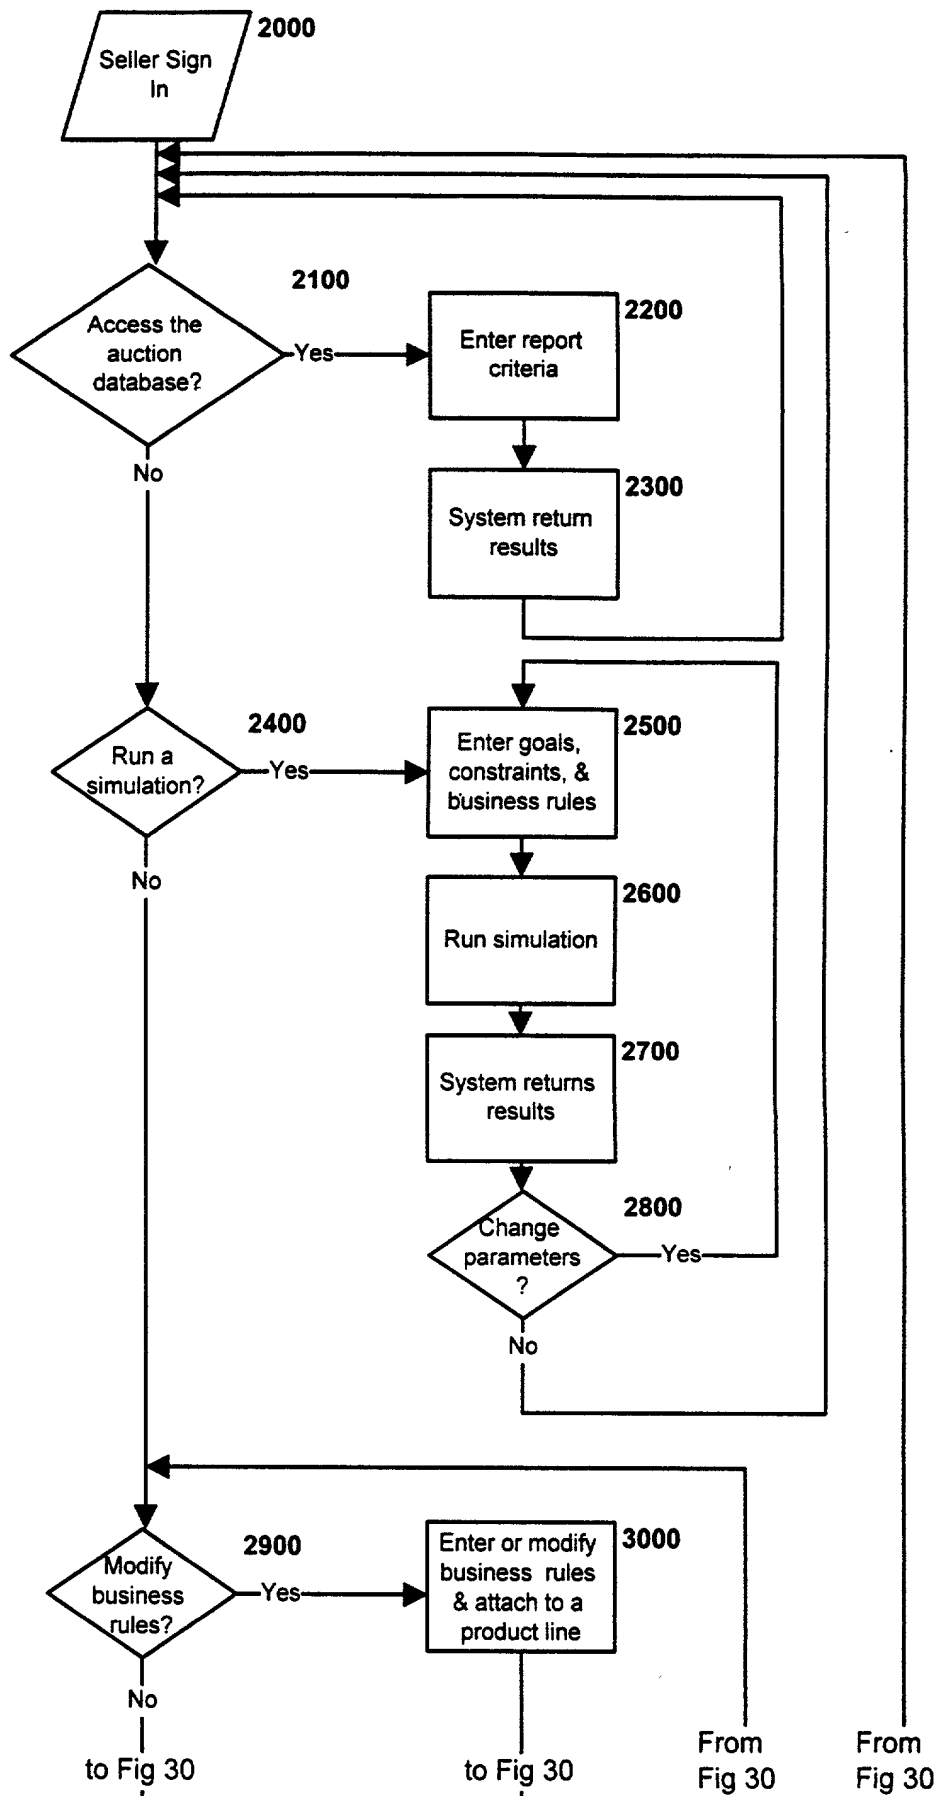 2000
Seller Sign
In
2100
Access the
auction
database?
Yes
2200
Enter report
criteria
No
2300
System return
results
2400
Run a
simulation?
Yes
2500
Enter goals,
constraints, &
business rules
No
2600
Run simulation
2700
System returns
results
2800
Change
parameters
?
Yes
No
2900
Modify
business
rules?
Yes
3000
Enter or modify
business rules
& attach to a
product line
No
to Fig 30
to Fig 30
From
Fig 30
From
Fig 30